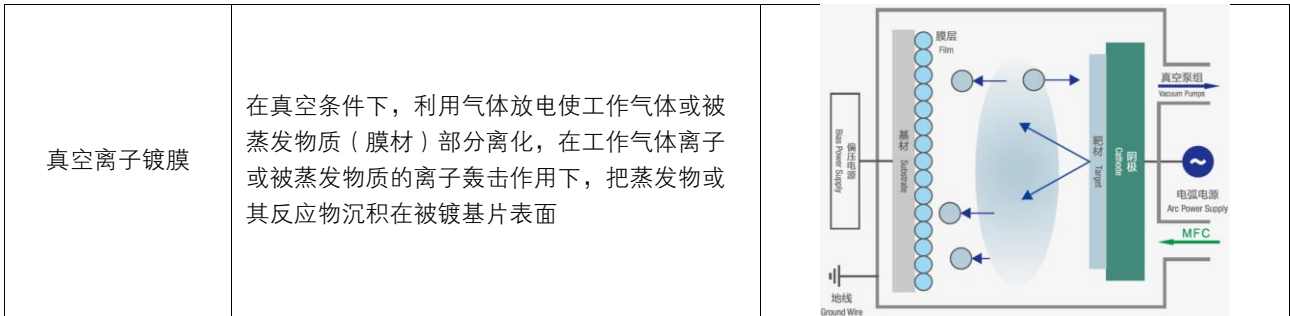 真空离子镀膜
在真空条件下，利用气体放电使工作气体或被
蒸发物质（膜材）部分离化，在工作气体离子
或被蒸发物质的离子轰击作用下，把蒸发物或
其反应物沉积在被镀基片表面
膜层
Film
真空泵组
Vacuum Pumps
偏压电源
Bias Power Supply
基材 Substrate
靶材 Target
阴极
Cathode
电弧电源
Arc Power Supply
MFC
地线
Ground Wire